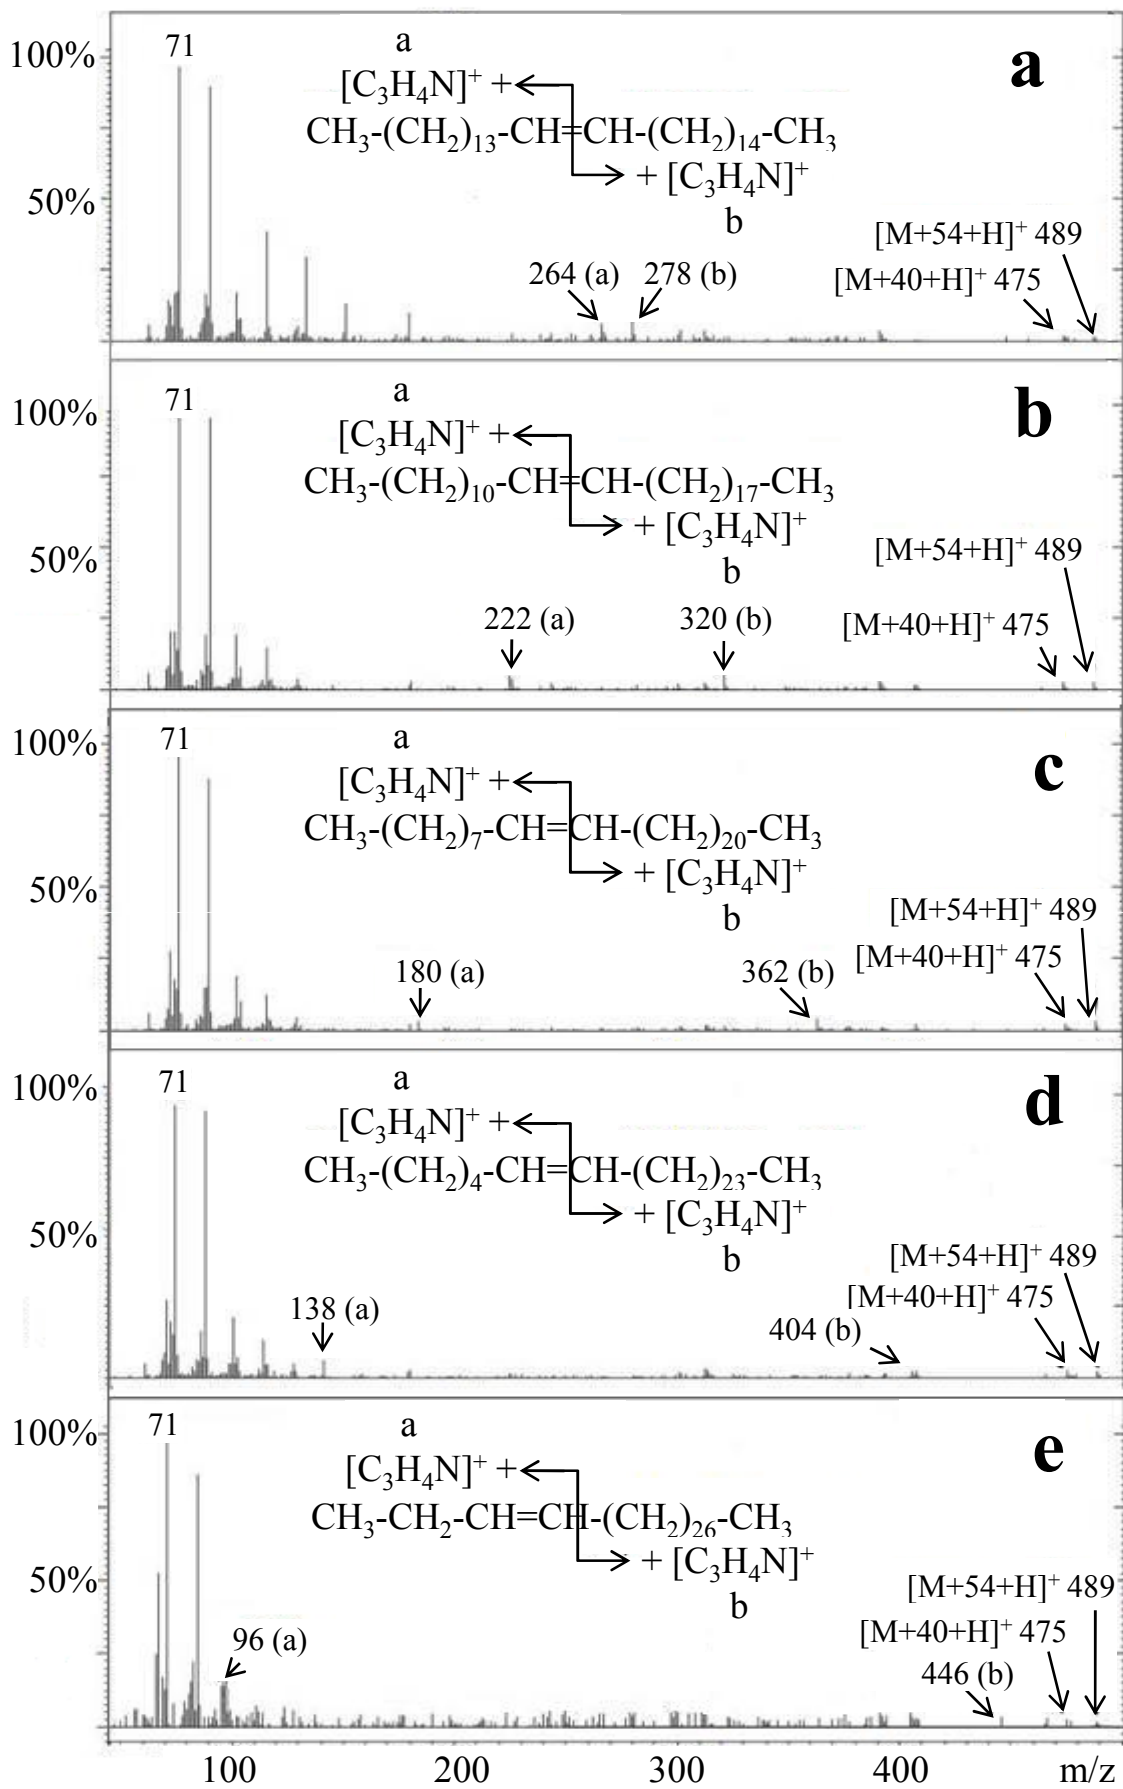 71
a
a
100%
[C₃H₄N]⁺ +
CH₃-(CH₂)₁₃-CH=CH-(CH₂)₁₄-CH₃
+ [C₃H₄N]⁺
50%
b
[M+54+H]⁺ 489
264 (a)
278 (b)
[M+40+H]⁺ 475
71
a
b
100%
[C₃H₄N]⁺ +
CH₃-(CH₂)₁₀-CH=CH-(CH₂)₁₇-CH₃
+ [C₃H₄N]⁺
50%
b
[M+54+H]⁺ 489
222 (a)
320 (b)
[M+40+H]⁺ 475
71
a
c
100%
[C₃H₄N]⁺ +
CH₃-(CH₂)₇-CH=CH-(CH₂)₂₀-CH₃
+ [C₃H₄N]⁺
50%
b
[M+54+H]⁺ 489
[M+40+H]⁺ 475
180 (a)
362 (b)
71
a
d
100%
[C₃H₄N]⁺ +
CH₃-(CH₂)₄-CH=CH-(CH₂)₂₃-CH₃
+ [C₃H₄N]⁺
50%
b
[M+54+H]⁺ 489
[M+40+H]⁺ 475
138 (a)
404 (b)
71
a
e
100%
[C₃H₄N]⁺ +
CH₃-CH₂-CH=CH-(CH₂)₂₆-CH₃
+ [C₃H₄N]⁺
50%
b
[M+54+H]⁺ 489
[M+40+H]⁺ 475
96 (a)
446 (b)
100 200 300 400 m/z